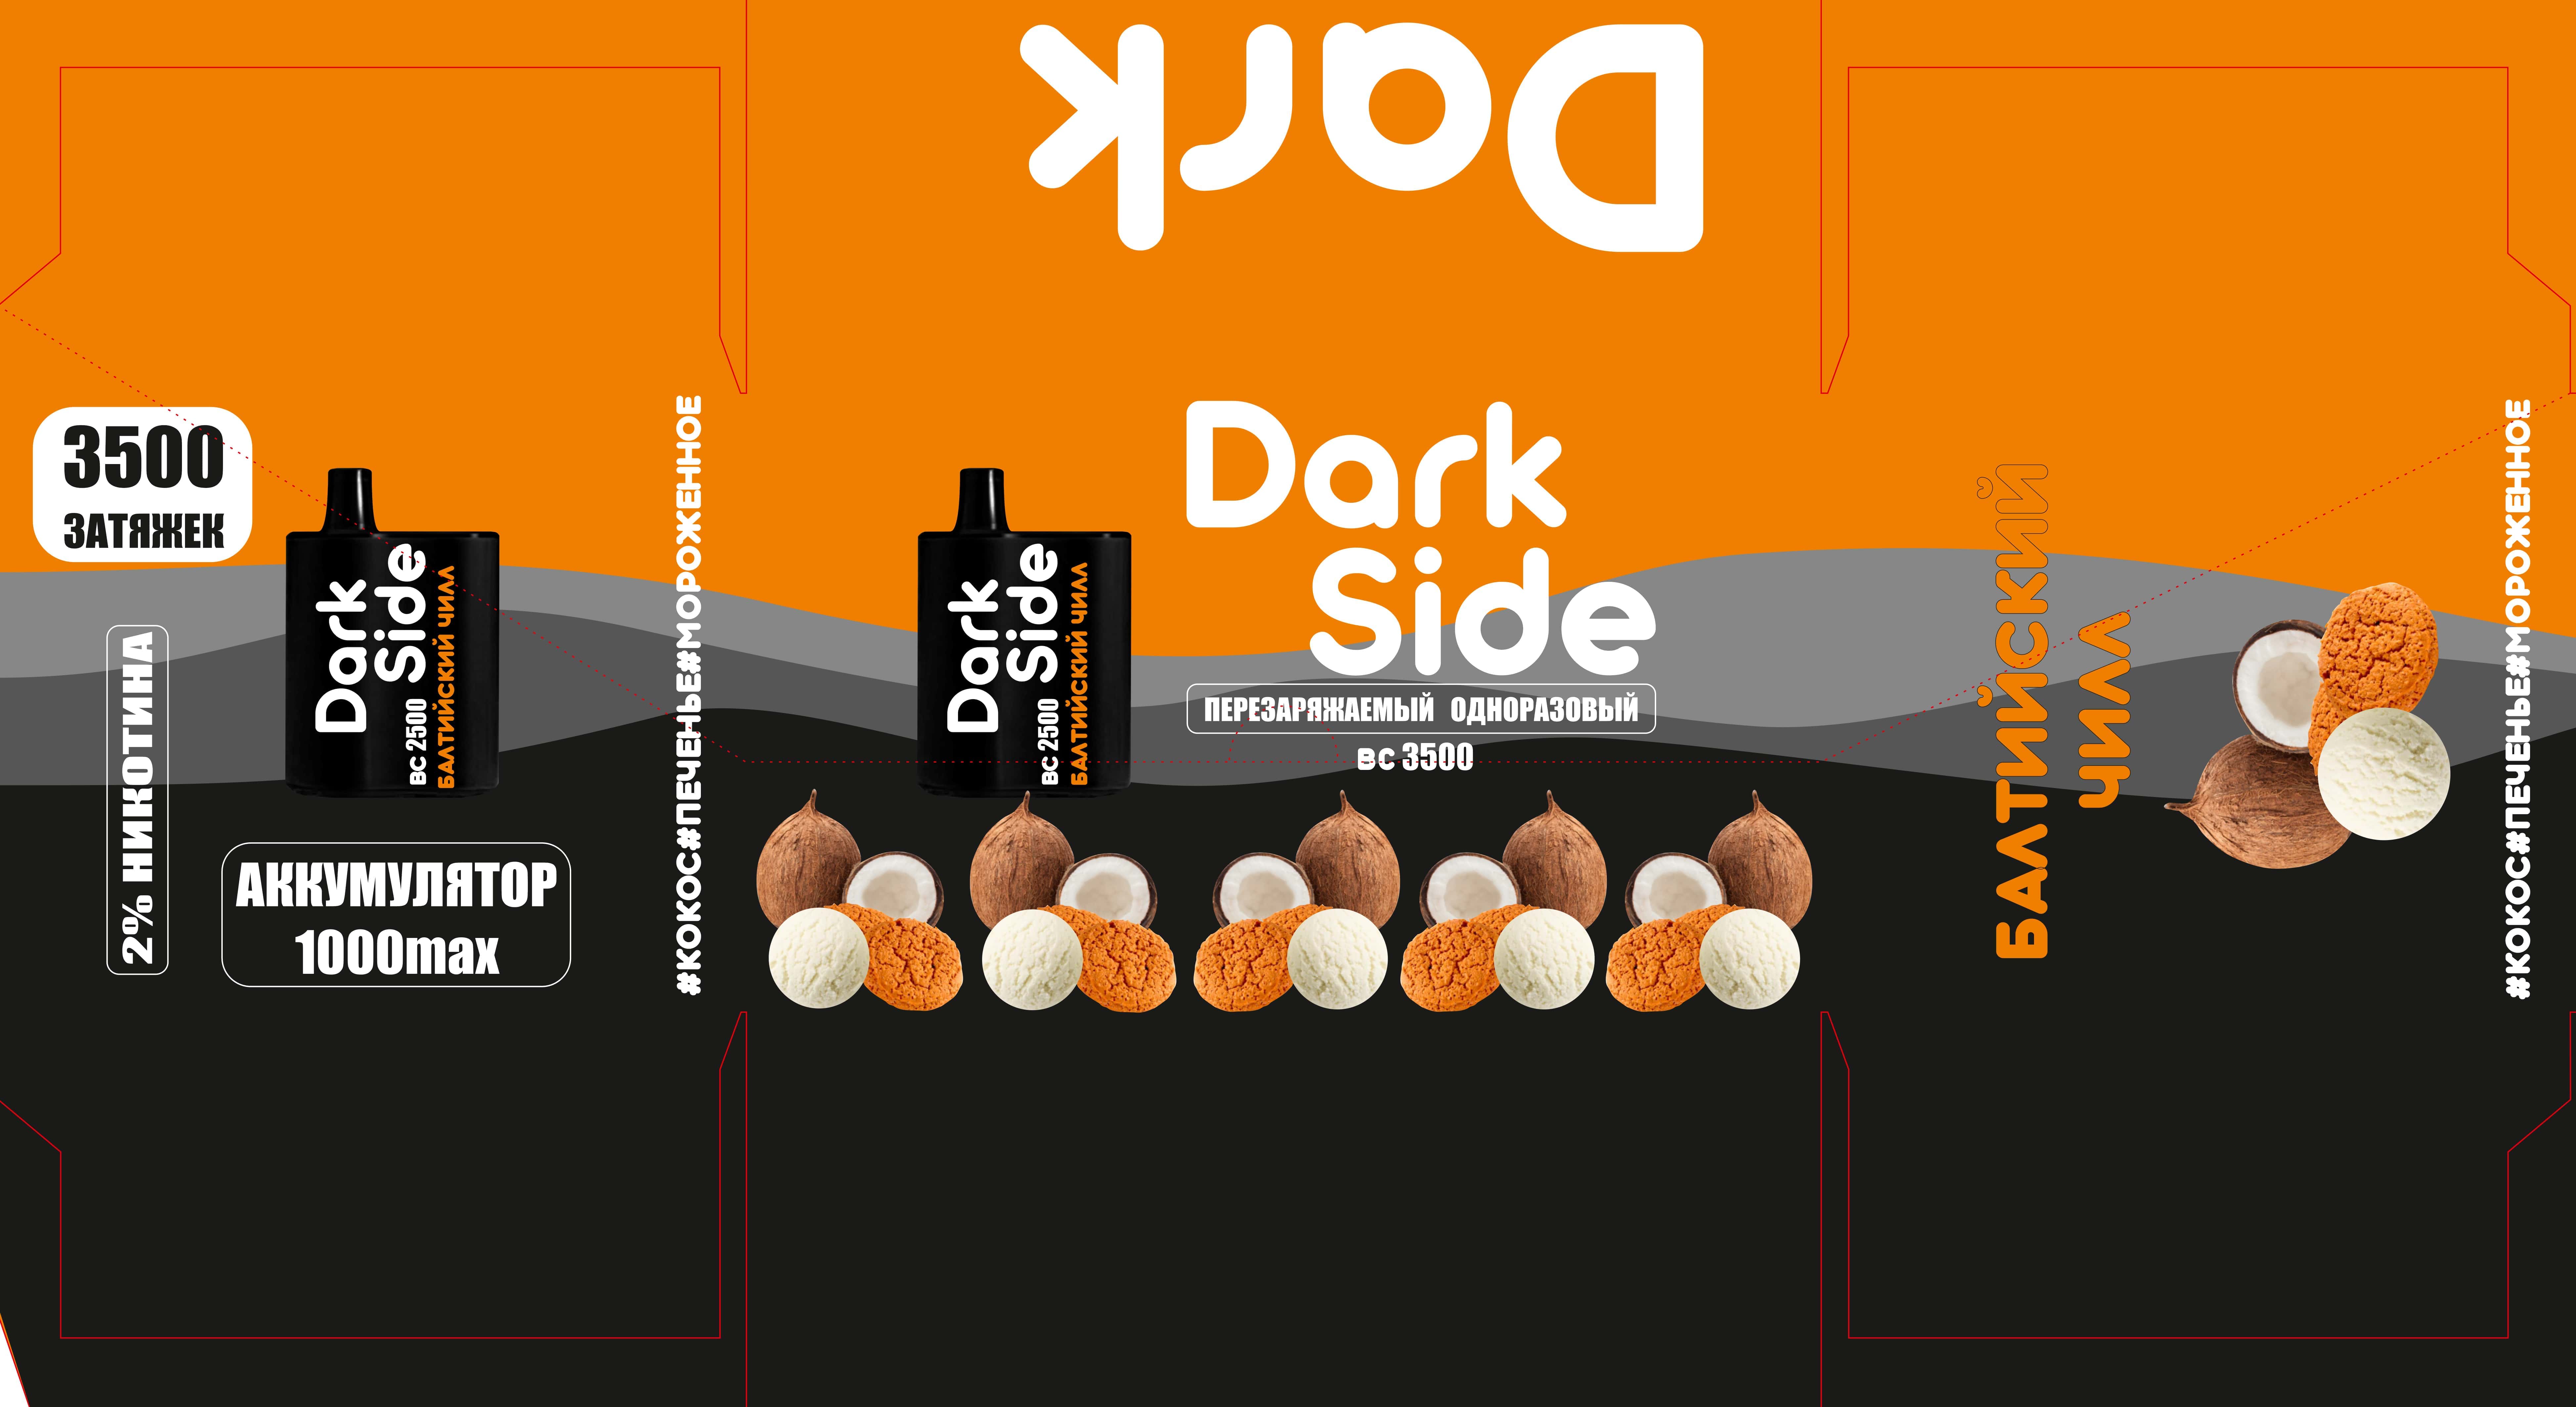 Dark
3500
ЗАТЯЖЕК
2% НИКОТИНА
Dark
Side
ВС 2500
БАЛТИЙСКИЙ ЧИЛЛ
АККУМУЛЯТОР
1000max
#КОКОС#ПЕЧЕНЬЕ#МОРОЖЕННОЕ
Dark
Side
ВС 2500
БАЛТИЙСКИЙ ЧИЛЛ
Dark
Side
ПЕРЕЗАРЯЖАЕМЫЙ ОДНОРАЗОВЫЙ
вс 3500
БАЛТИЙСКИЙ
ЧИЛЛ
#КОКОС#ПЕЧЕНЬЕ#МОРОЖЕННОЕ